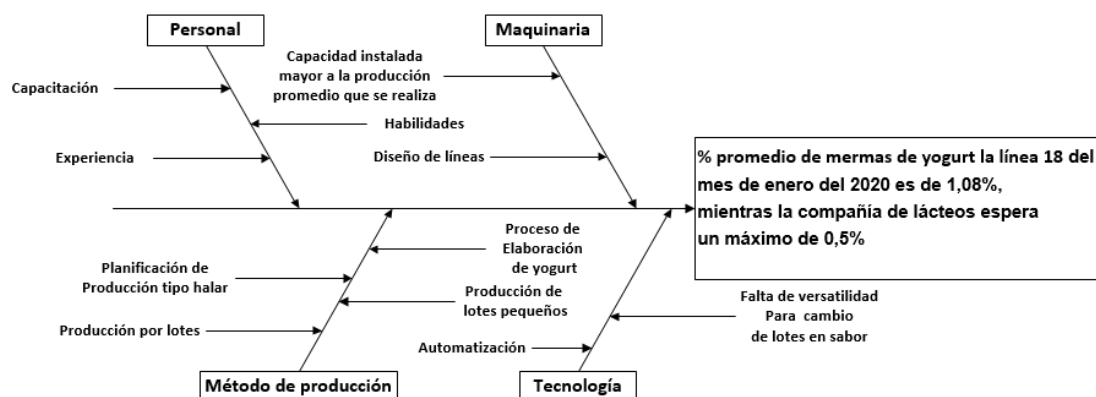 Personal
Maquinaria
Capacidad instalada
mayor a la producción
promedio que se realiza
Capacitación
Habilidades
Experiencia
Diseño de líneas
% promedio de mermas de yogurt la línea 18 del
mes de enero del 2020 es de 1,08%,
mientras la compañía de lácteos espera
un máximo de 0,5%
Proceso de
Elaboración
de yogurt
Planificación de
Producción tipo halar
Producción de
lotes pequeños
Falta de versatilidad
Para cambio
de lotes en sabor
Producción por lotes
Automatización
Método de producción
Tecnología